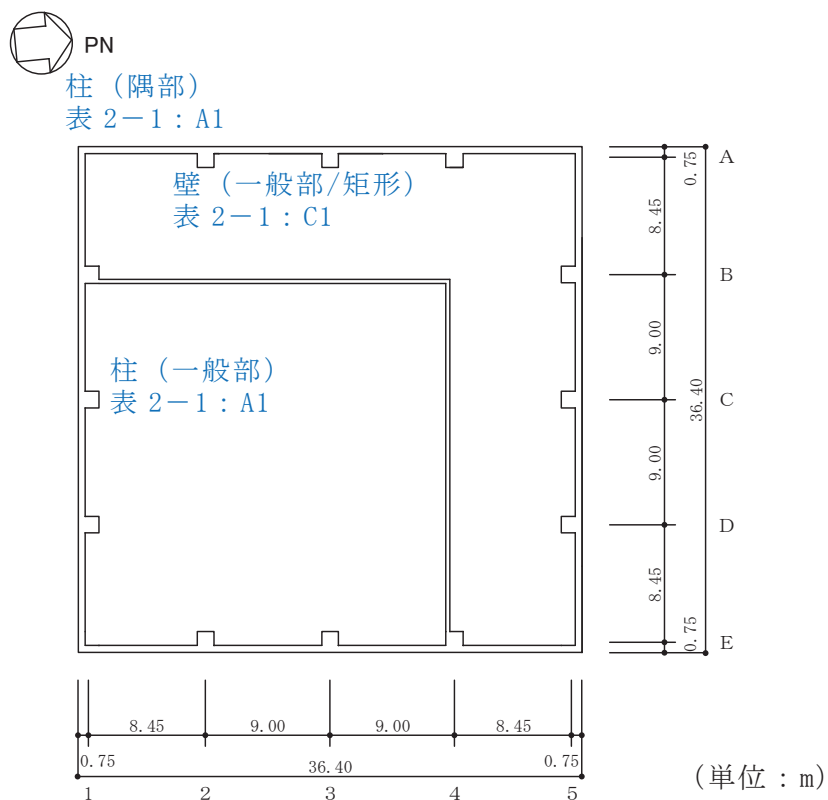 PN
柱 (隅部)
表 2－1：A1
壁 (一般部/矩形)
表 2－1：C1
柱 (一般部)
表 2－1：A1
A
0.75
8.45
B
9.00
36.40
C
9.00
D
8.45
0.75
E
8.45 9.00 9.00 8.45
0.75 36.40 0.75
1 2 3 4 5
(単位：m)